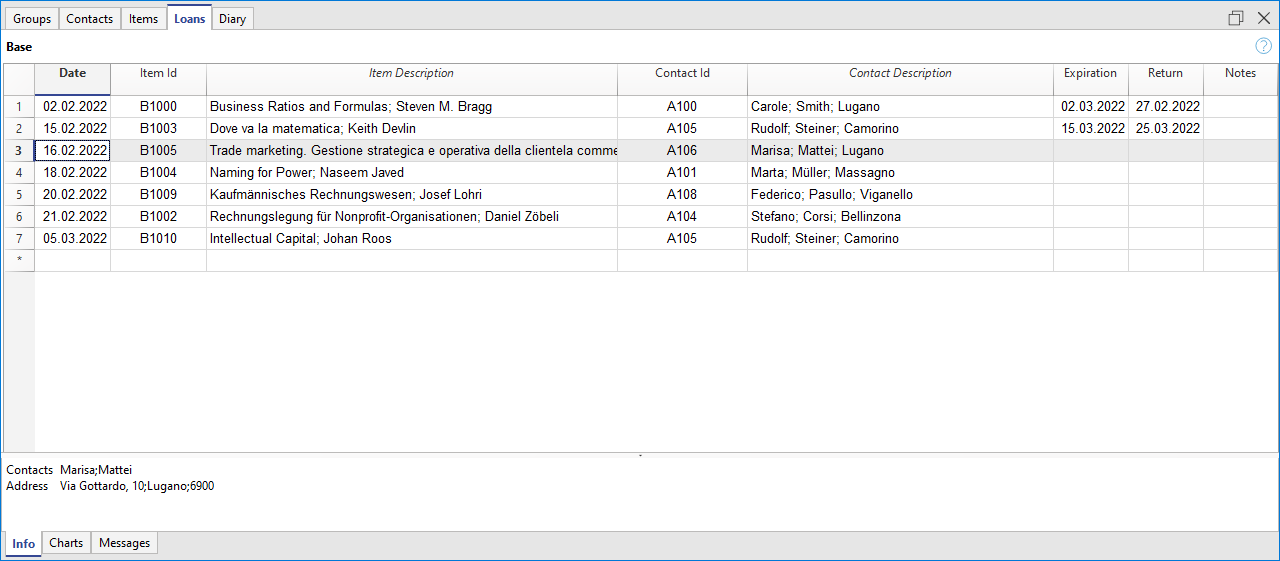 Groups Contacts Items Loans Diary
Base ?
Date Item Id Item Description Contact Id Contact Description Expiration Return Notes
1 02.02.2022 B1000 Business Ratios and Formulas; Steven M. Bragg A100 Carole; Smith; Lugano 02.03.2022 27.02.2022
2 15.02.2022 B1003 Dove va la matematica; Keith Devlin A105 Rudolf; Steiner; Camorino 15.03.2022 25.03.2022
3 16.02.2022 B1005 Trade marketing. Gestione strategica e operativa della clientela comme A106 Marisa; Mattei; Lugano
4 18.02.2022 B1004 Naming for Power; Naseem Javed A101 Marta; Müller; Massagno
5 20.02.2022 B1009 Kaufmännisches Rechnungswesen; Josef Lohri A108 Federico; Pasullo; Viganello
6 21.02.2022 B1002 Rechnungslegung für Nonprofit-Organisationen; Daniel Zöbeli A104 Stefano; Corsi; Bellinzona
7 05.03.2022 B1010 Intellectual Capital; Johan Roos A105 Rudolf; Steiner; Camorino
*
Contacts Marisa;Mattei
Address Via Gottardo, 10;Lugano;6900
Info Charts Messages